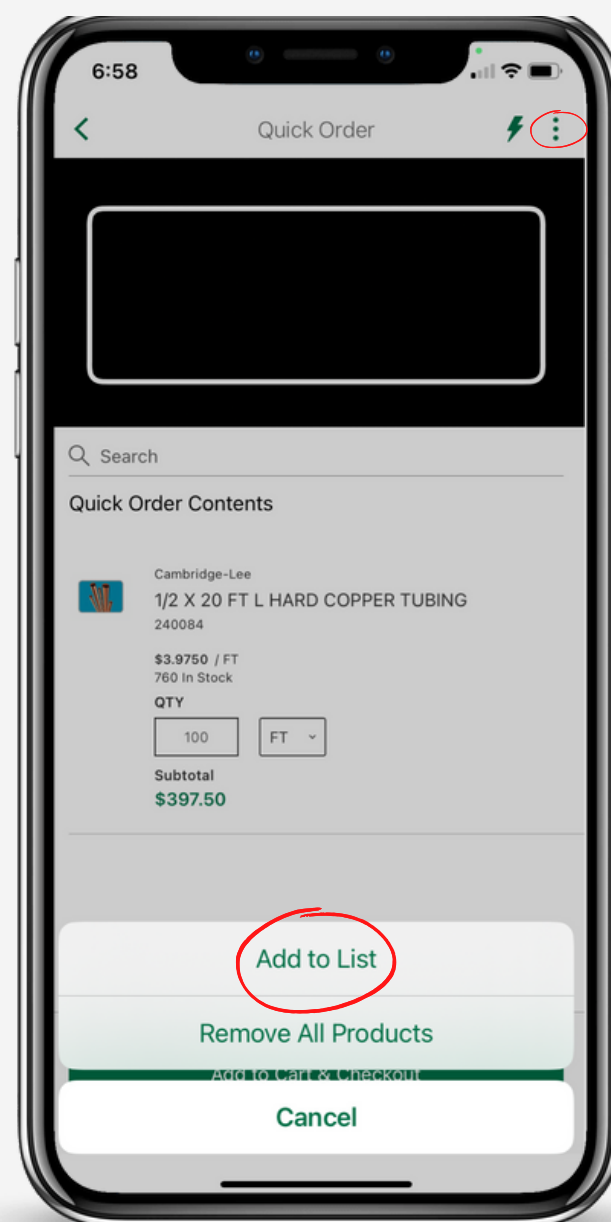 6:58
Quick Order
Search
Quick Order Contents
Cambridge-Lee
1/2 X 20 FT L HARD COPPER TUBING
240084
$3.9750 / FT
760 In Stock
QTY
100 FT
Subtotal
$397.50
Add to List
Remove All Products
Add to Cart & Checkout
Cancel